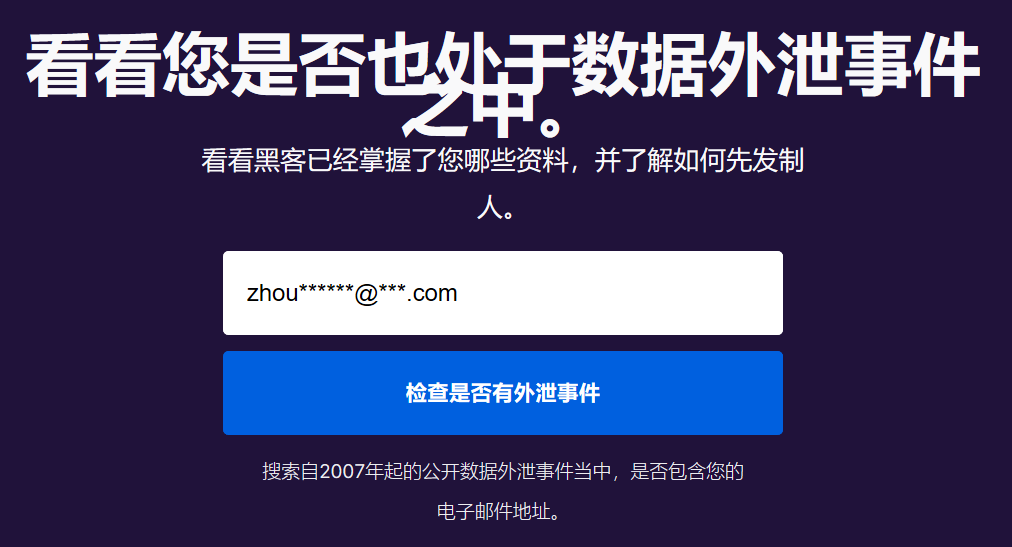 看看您是否也处于数据外泄事件
之中。
看看黑客已经掌握了您哪些资料，并了解如何先发制
人。
zhou******@***.com
检查是否有外泄事件
搜索自2007年起的公开数据外泄事件当中，是否包含您的
电子邮件地址。